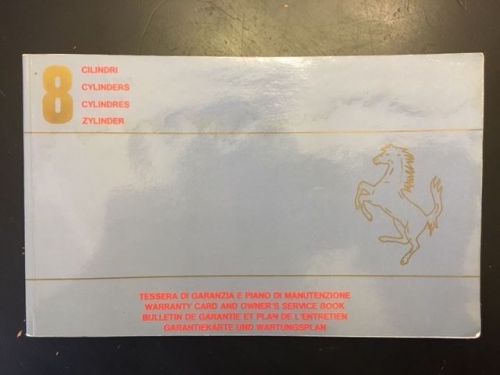 8
CILINDRI
CYLINDERS
CYLINDRES
ZYLINDER
TESSERA DI GARANZIA E PIANO DI MANUTENZIONE
WARRANTY CARD AND OWNER'S SERVICE BOOK
BULLETIN DE GARANTIE ET PLAN DE L'ENTRETIEN
GARANTIEKARTE UND WARTUNGSPLAN